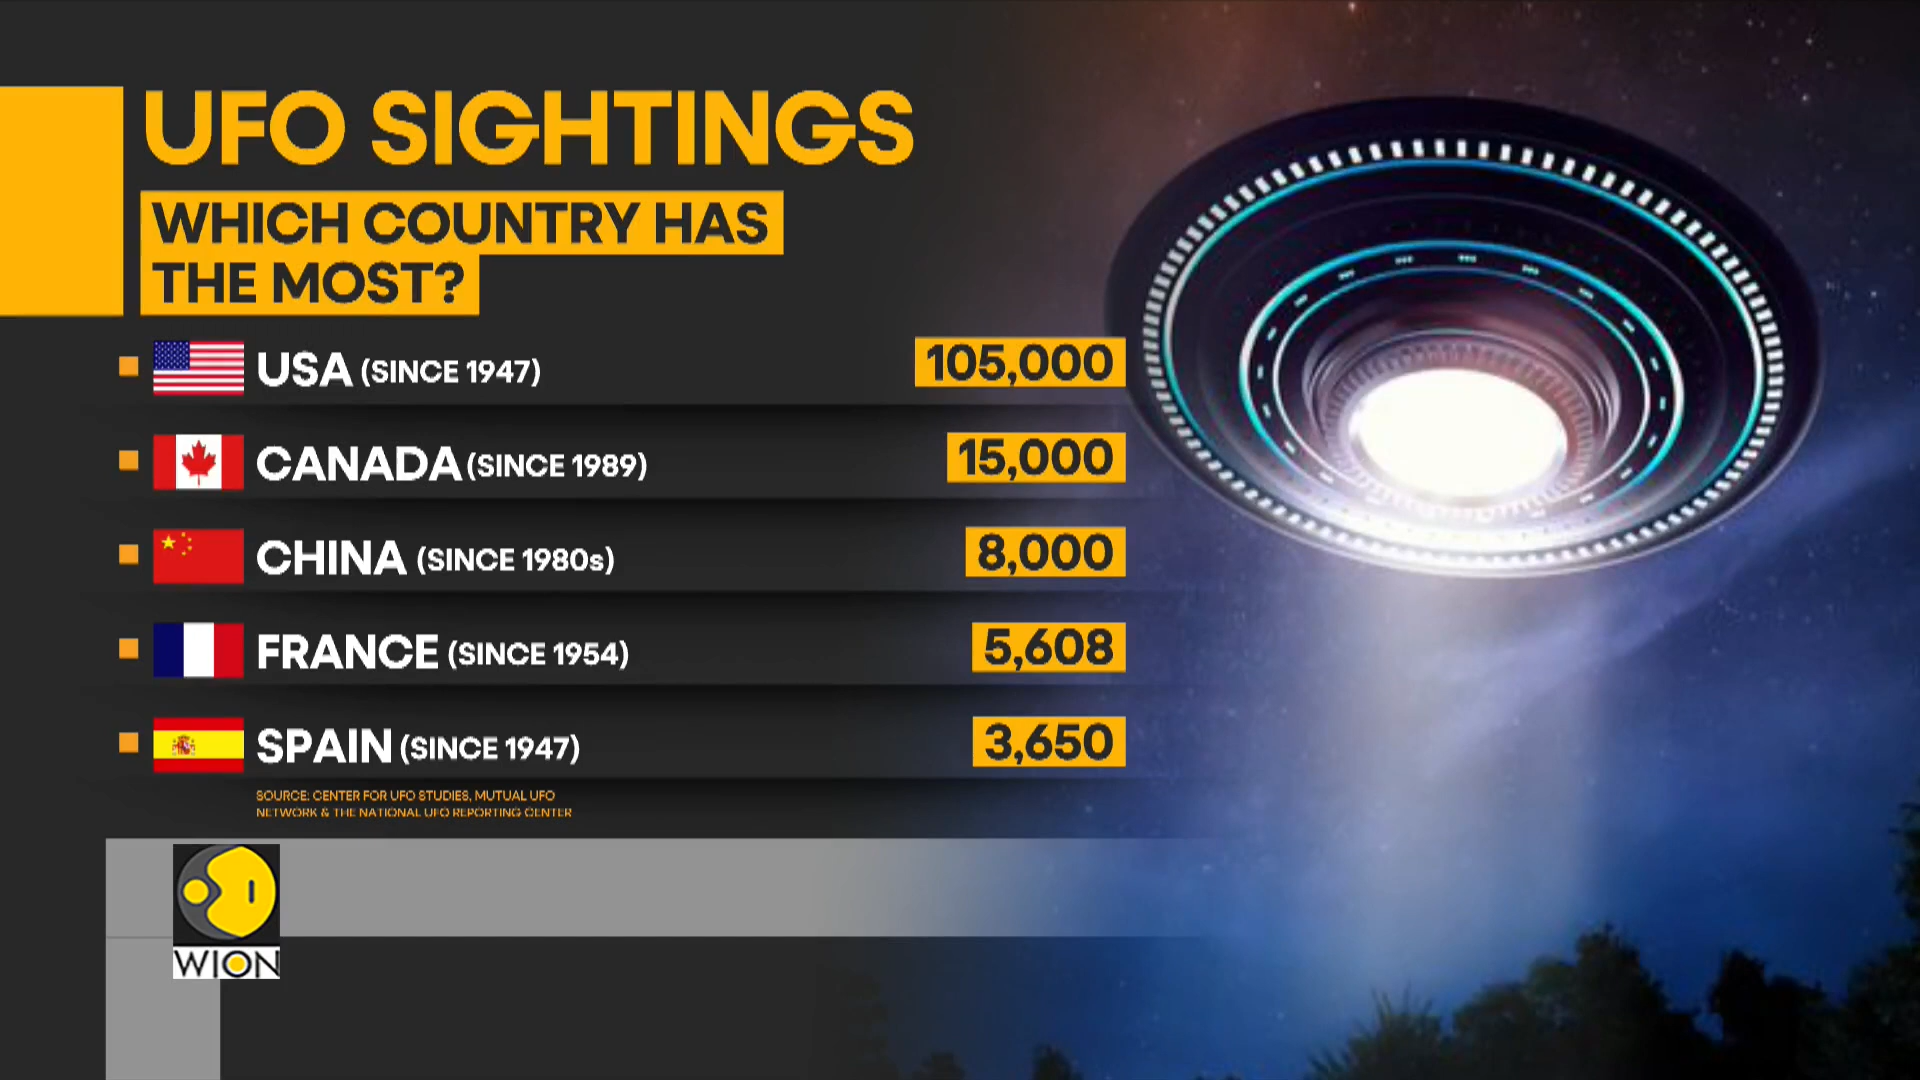 UFO SIGHTINGS
WHICH COUNTRY HAS
THE MOST?
USA (SINCE 1947) 105,000
CANADA (SINCE 1989) 15,000
CHINA (SINCE 1980s) 8,000
FRANCE (SINCE 1954) 5,608
SPAIN (SINCE 1947) 3,650
SOURCE: CENTER FOR UFO STUDIES, MUTUAL UFO
NETWORK & THE NATIONAL UFO REPORTING CENTER
WION